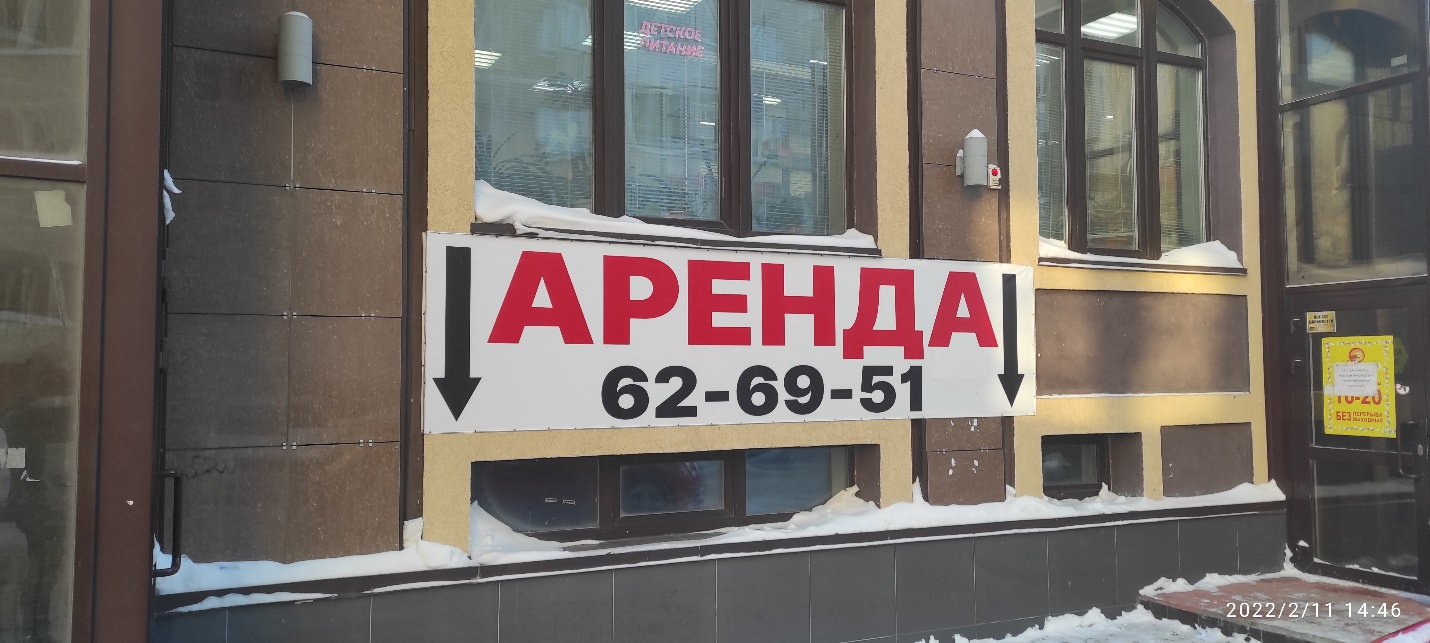 ДЕТСКОЕ
ПИТАНИЕ
АРЕНДА
62-69-51
10-20
БЕЗ ПЕРЕРЫВА
ВЫХОДНЫХ
2022/2/11 14:46